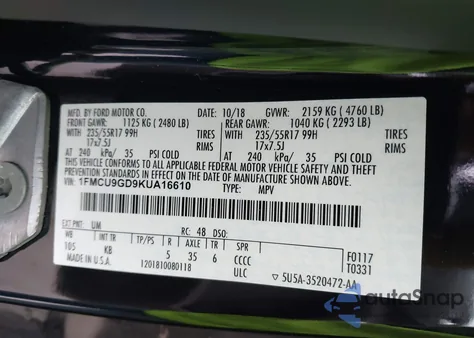 MFD. BY FORD MOTOR CO.
DATE: 10/18 GVWR: 2159 KG ( 4760 LB)
FRONT GAWR: 1125 KG ( 2480 LB) REAR GAWR: 1040 KG ( 2293 LB)
WITH 235/55R17 99H TIRES WITH 235/55R17 99H TIRES
17x7.5J RIMS 17x7.5J RIMS
AT 240 kPa/ 35 PSI COLD AT 240 kPa/ 35 PSI COLD
THIS VEHICLE CONFORMS TO ALL APPLICABLE FEDERAL MOTOR VEHICLE SAFETY AND THEFT PREVENTION STANDARDS IN EFFECT ON THE DATE OF MANUFACTURE SHOWN ABOVE.
VIN: 1FMCU9GD9KUA16610
TYPE: MPV
EXT PNT: UM RC: 48 DSO:
WB INT TR TP/PS R AXLE TR SPR F0117
105 KB 5 35 6 CCCC T0331
MADE IN U.S.A. 1201810080118 ULC ▽ 5U5A-3520472-AA
autoSnap